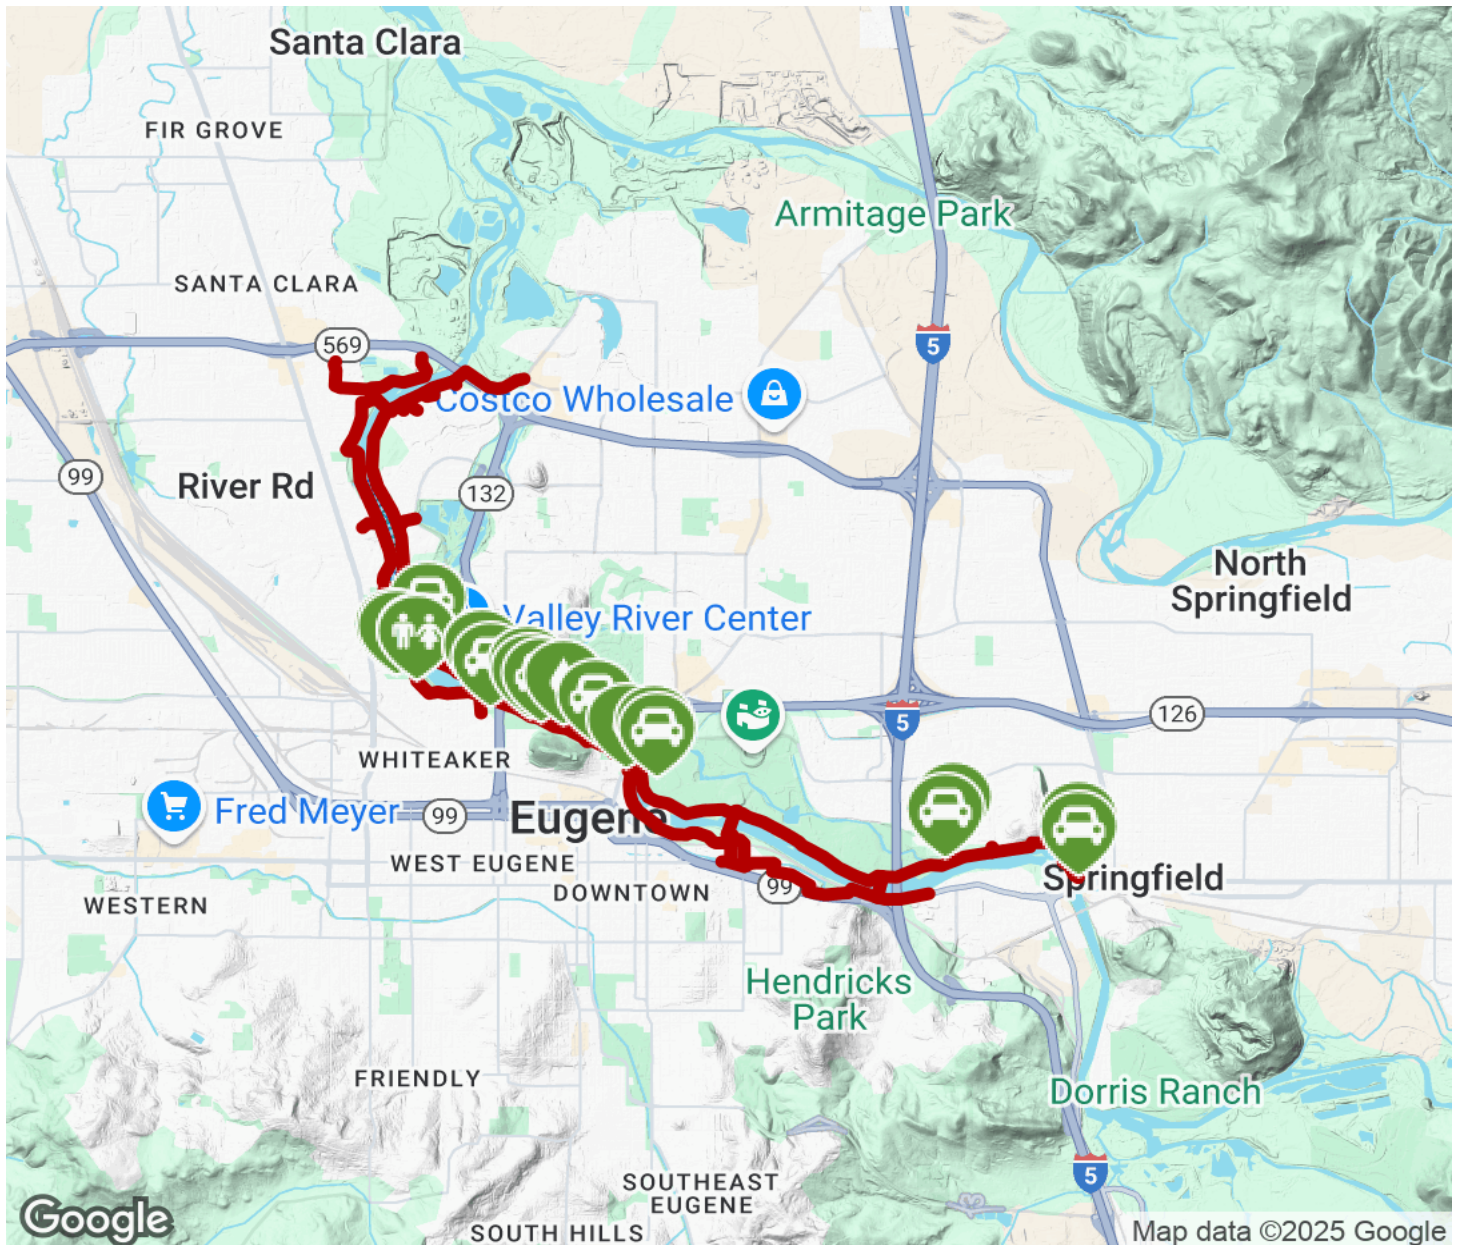 Santa Clara
FIR GROVE
Armitage Park
SANTA CLARA
569
5
Costco Wholesale
99
River Rd
132
North
Springfield
Valley River Center
5
126
WHITEAKER
Fred Meyer
99
Eugene
WEST EUGENE
DOWNTOWN
99
Springfield
WESTERN
Hendricks
Park
FRIENDLY
Dorris Ranch
SOUTHEAST
EUGENE
5
SOUTH HILLS
Google
Map data ©2025 Google